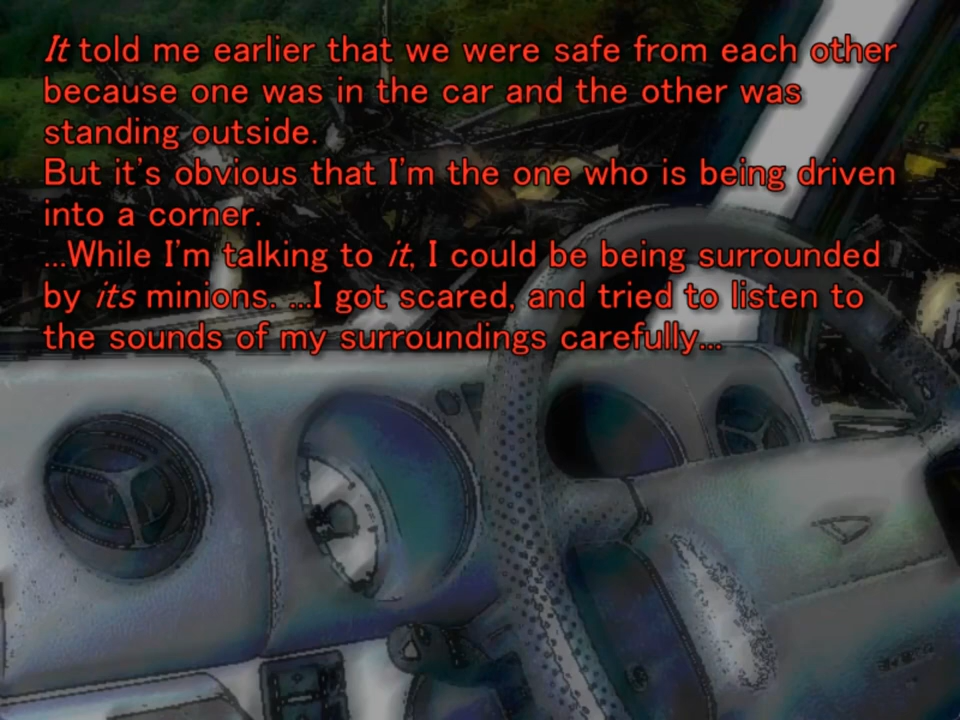 It told me earlier that we were safe from each other
because one was in the car and the other was
standing outside.
But it's obvious that I'm the one who is being driven
into a corner.
...While I'm talking to it, I could be being surrounded
by its minions. ...I got scared, and tried to listen to
the sounds of my surroundings carefully...